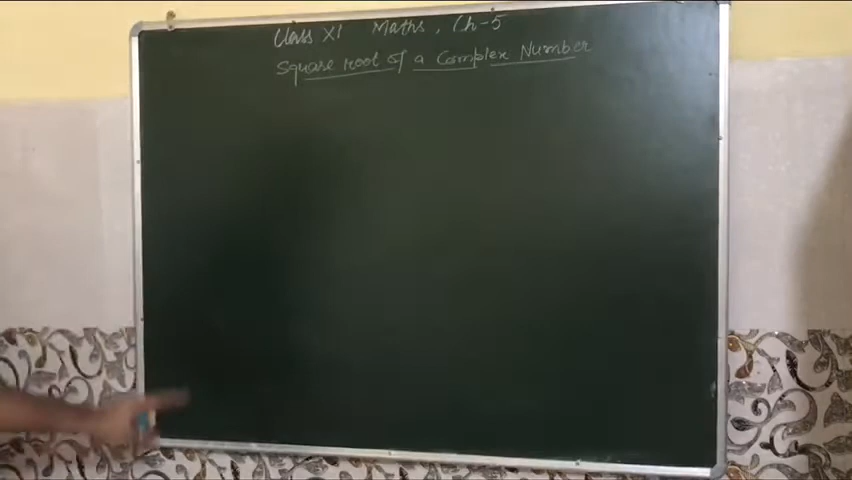 Class XI Maths, Ch-5
Square root of a Complex Number